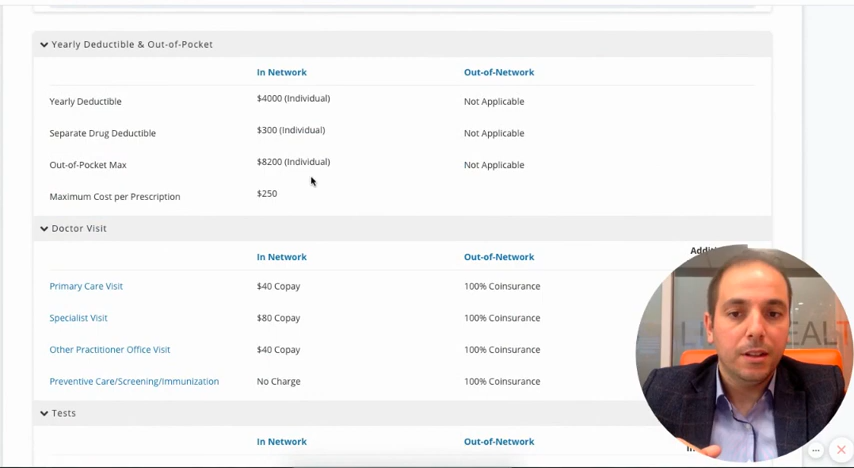 Yearly Deductible & Out-of-Pocket
In Network Out-of-Network
Yearly Deductible $4000 (Individual) Not Applicable
Separate Drug Deductible $300 (Individual) Not Applicable
Out-of-Pocket Max $8200 (Individual) Not Applicable
Maximum Cost per Prescription $250
Doctor Visit
In Network Out-of-Network
Primary Care Visit $40 Copay 100% Coinsurance
Specialist Visit $80 Copay 100% Coinsurance
Other Practitioner Office Visit $40 Copay 100% Coinsurance
Preventive Care/Screening/Immunization No Charge 100% Coinsurance
Tests
In Network Out-of-Network